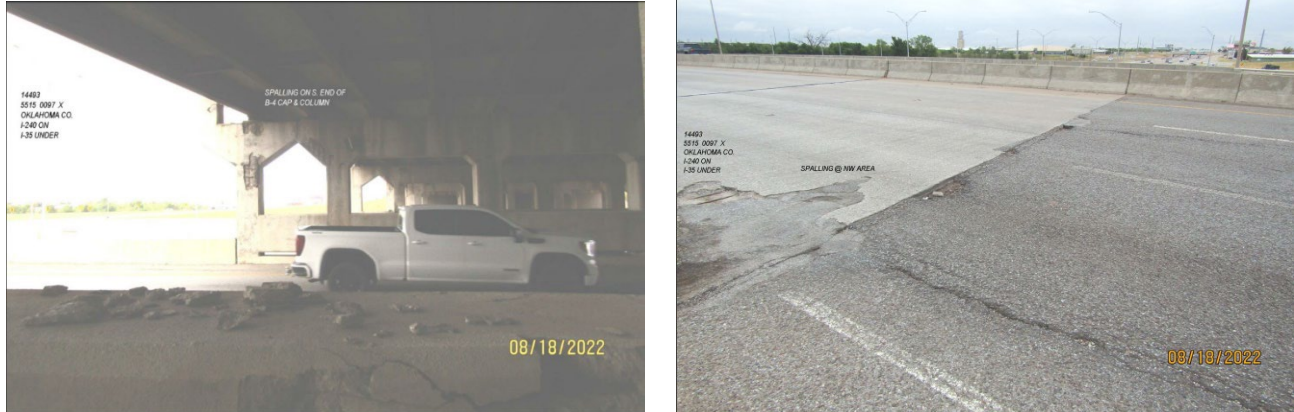 14493
5515 0097 X
OKLAHOMA CO.
I-240 ON
I-35 UNDER
SPALLING ON S. END OF
B-4 CAP & COLUMN
08/18/2022
14493
5515 0097 X
OKLAHOMA CO.
I-240 ON
I-35 UNDER
SPALLING @ NW AREA
08/18/2022